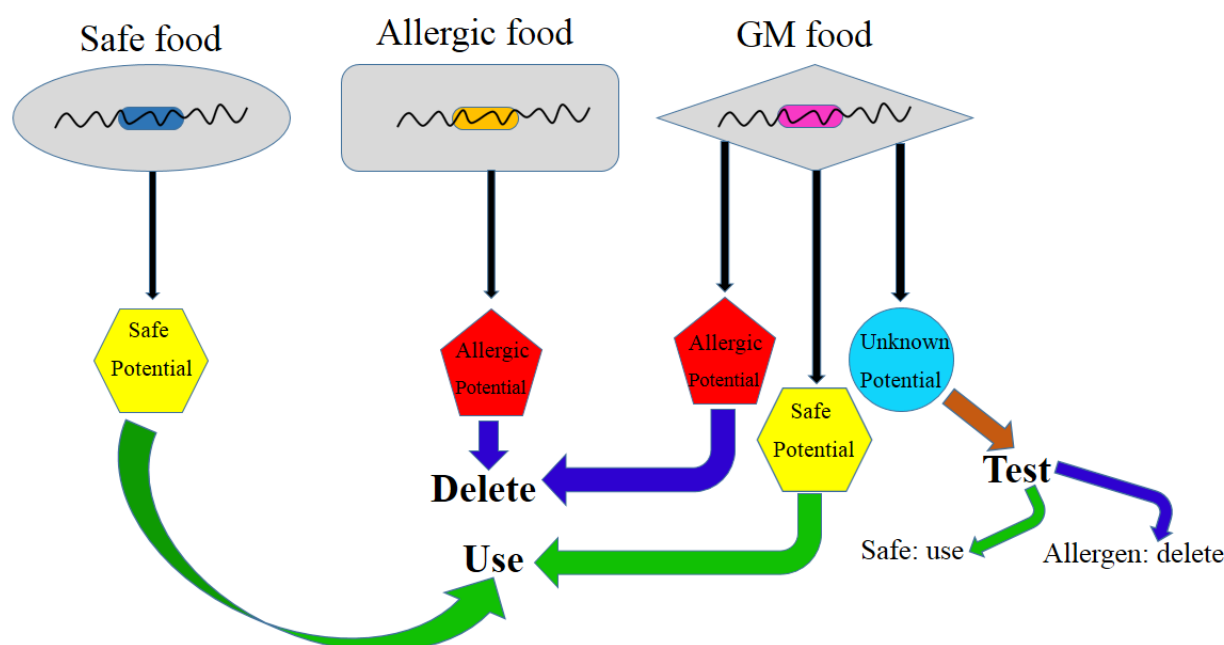 Safe food
Allergic food
GM food
Safe
Potential
Allergic
Potential
Allergic
Potential
Safe
Potential
Unknown
Potential
Delete
Test
Use
Safe: use
Allergen: delete